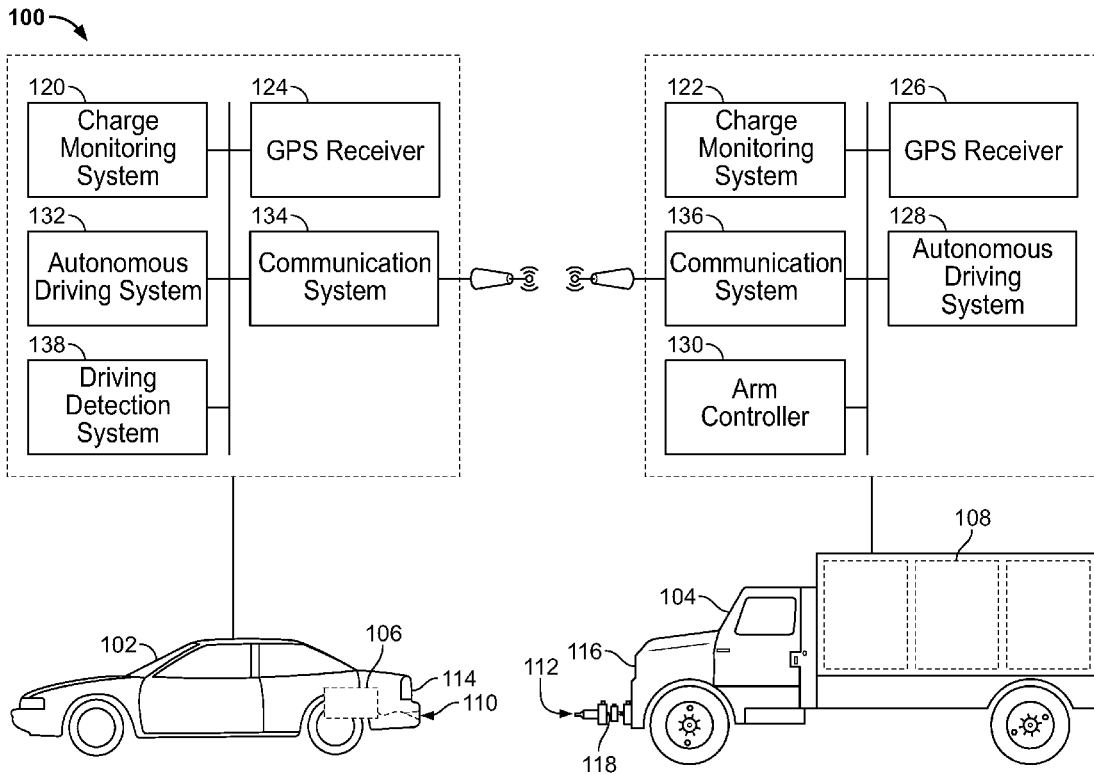 100
120
Charge
Monitoring
System
124
GPS Receiver
132
Autonomous
Driving System
134
Communication
System
138
Driving
Detection
System
122
Charge
Monitoring
System
126
GPS Receiver
136
Communication
System
128
Autonomous
Driving
System
130
Arm
Controller
102
106
114
110
108
104
116
112
118